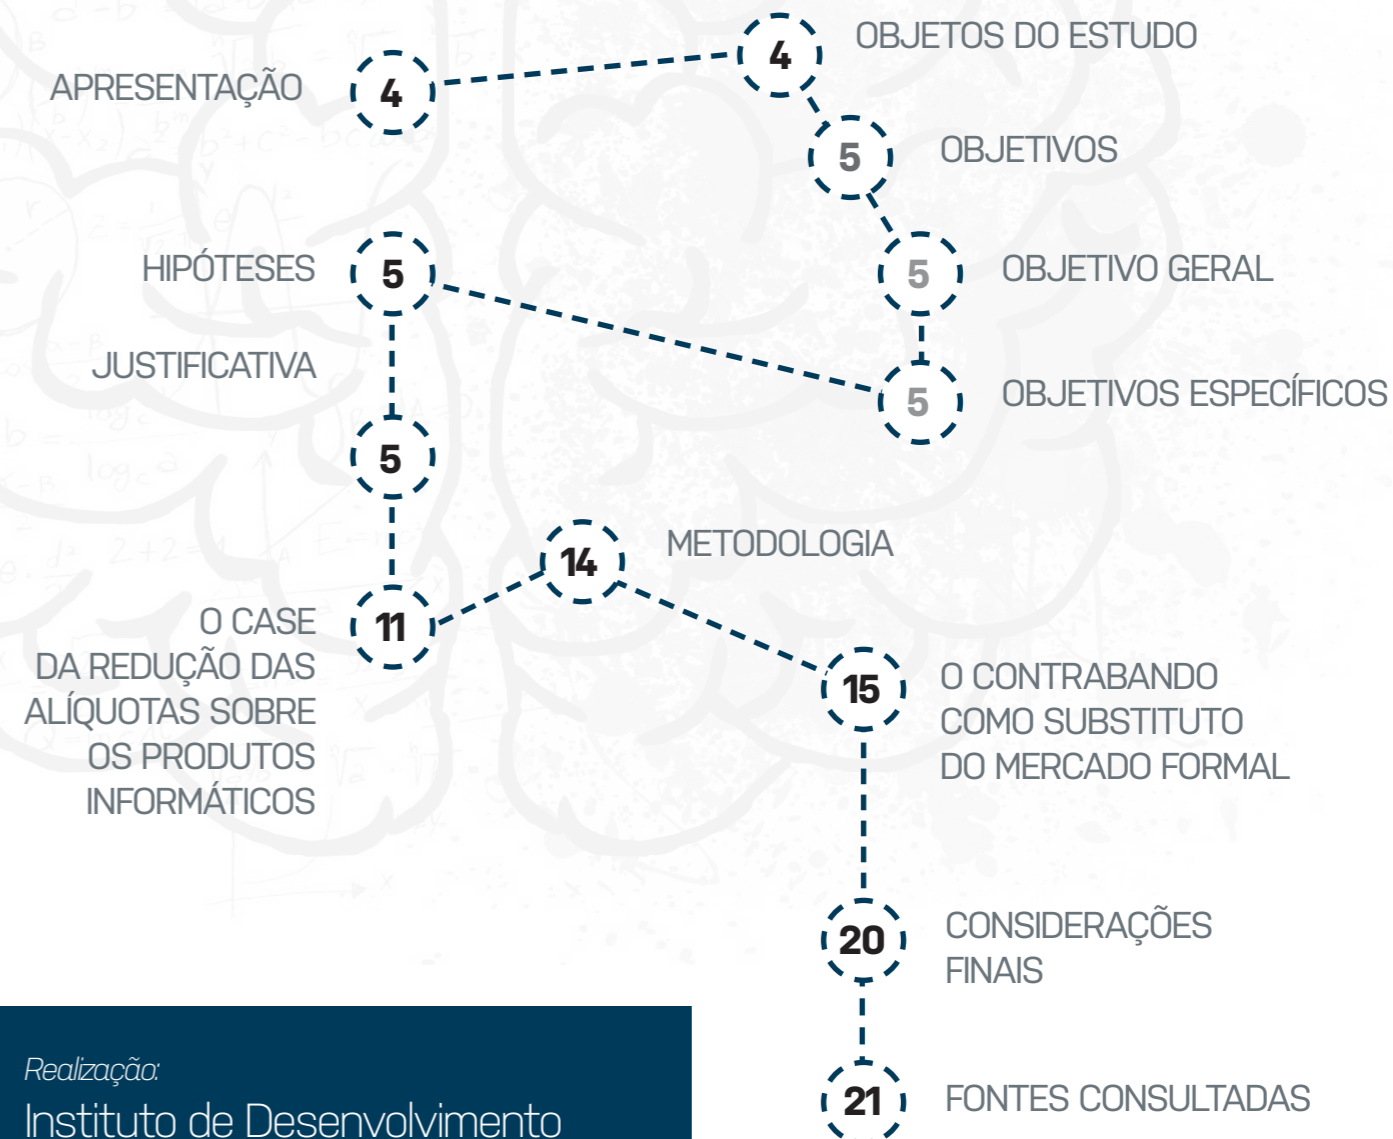 APRESENTAÇÃO
4
4
OBJETOS DO ESTUDO
5
OBJETIVOS
5
OBJETIVO GERAL
5
OBJETIVOS ESPECÍFICOS
HIPÓTESES
5
JUSTIFICATIVA
5
O CASE
DA REDUÇÃO DAS
ALÍQUOTAS SOBRE
OS PRODUTOS
INFORMÁTICOS
11
14
METODOLOGIA
15
O CONTRABANDO
COMO SUBSTITUTO
DO MERCADO FORMAL
20
CONSIDERAÇÕES
FINAIS
21
FONTES CONSULTADAS
Realização:
Instituto de Desenvolvimento